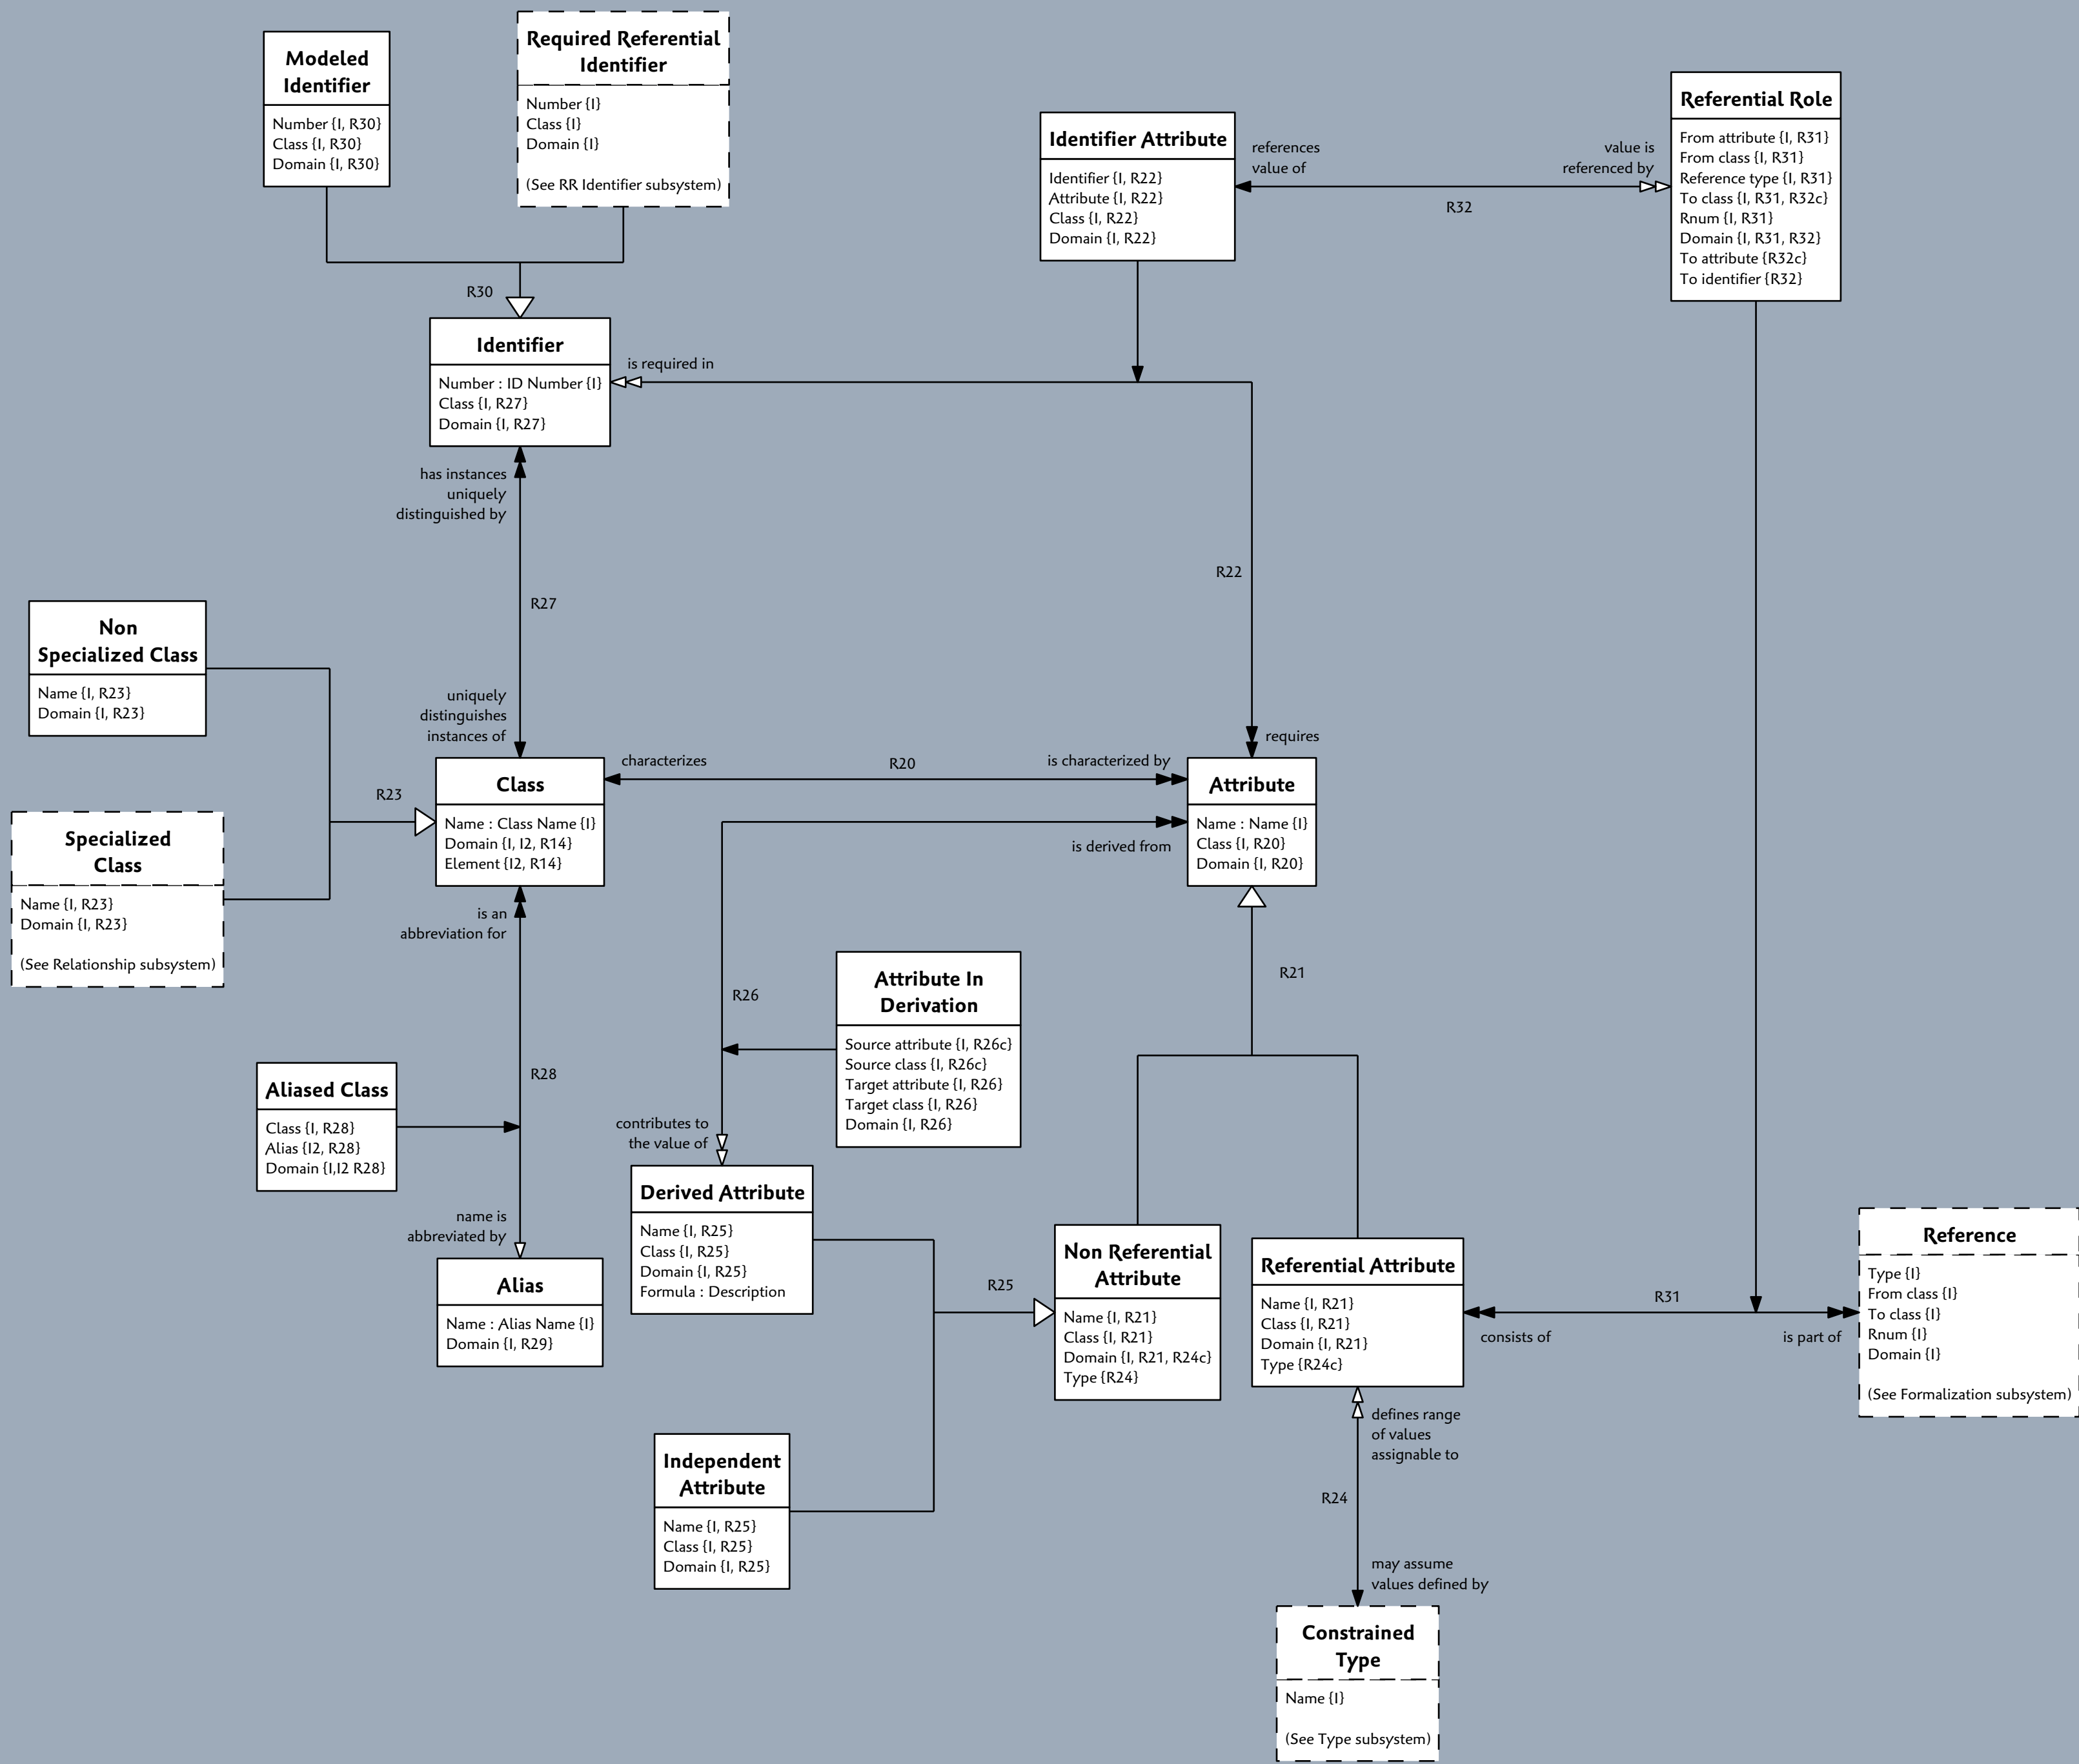 Modeled
Identifier
Number {I, R30}
Class {I, R30}
Domain {I, R30}
Required Referential
Identifier
Number {I}
Class {I}
Domain {I}
(See RR Identifier subsystem)
Identifier Attribute
Identifier {I, R22}
Attribute {I, R22}
Class {I, R22}
Domain {I, R22}
references
value of
value is
referenced by
R32
Referential Role
From attribute {I, R31}
From class {I, R31}
Reference type {I, R31}
To class {I, R31, R32c}
Rnum {I, R31}
Domain {I, R31, R32}
To attribute {R32c}
To identifier {R32}
R30
Identifier
Number : ID Number {I}
Class {I, R27}
Domain {I, R27}
is required in
has instances
uniquely
distinguished by
R22
R27
Non
Specialized Class
Name {I, R23}
Domain {I, R23}
uniquely
distinguishes
instances of
requires
R23
Class
Name : Class Name {I}
Domain {I, I2, R14}
Element {I2, R14}
characterizes
R20
is characterized by
Attribute
Name : Name {I}
Class {I, R20}
Domain {I, R20}
is derived from
Specialized
Class
Name {I, R23}
Domain {I, R23}
(See Relationship subsystem)
is an
abbreviation for
R26
Attribute In
Derivation
Source attribute {I, R26c}
Source class {I, R26c}
Target attribute {I, R26}
Target class {I, R26}
Domain {I, R26}
R21
Aliased Class
Class {I, R28}
Alias {I2, R28}
Domain {I,I2 R28}
R28
contributes to
the value of
name is
abbreviated by
Alias
Name : Alias Name {I}
Domain {I, R29}
Derived Attribute
Name {I, R25}
Class {I, R25}
Domain {I, R25}
Formula : Description
R25
Non Referential
Attribute
Name {I, R21}
Class {I, R21}
Domain {I, R21, R24c}
Type {R24}
Referential Attribute
Name {I, R21}
Class {I, R21}
Domain {I, R21}
Type {R24c}
R31
consists of
is part of
Reference
Type {I}
From class {I}
To class {I}
Rnum {I}
Domain {I}
(See Formalization subsystem)
Independent
Attribute
Name {I, R25}
Class {I, R25}
Domain {I, R25}
defines range
of values
assignable to
R24
may assume
values defined by
Constrained
Type
Name {I}
(See Type subsystem)